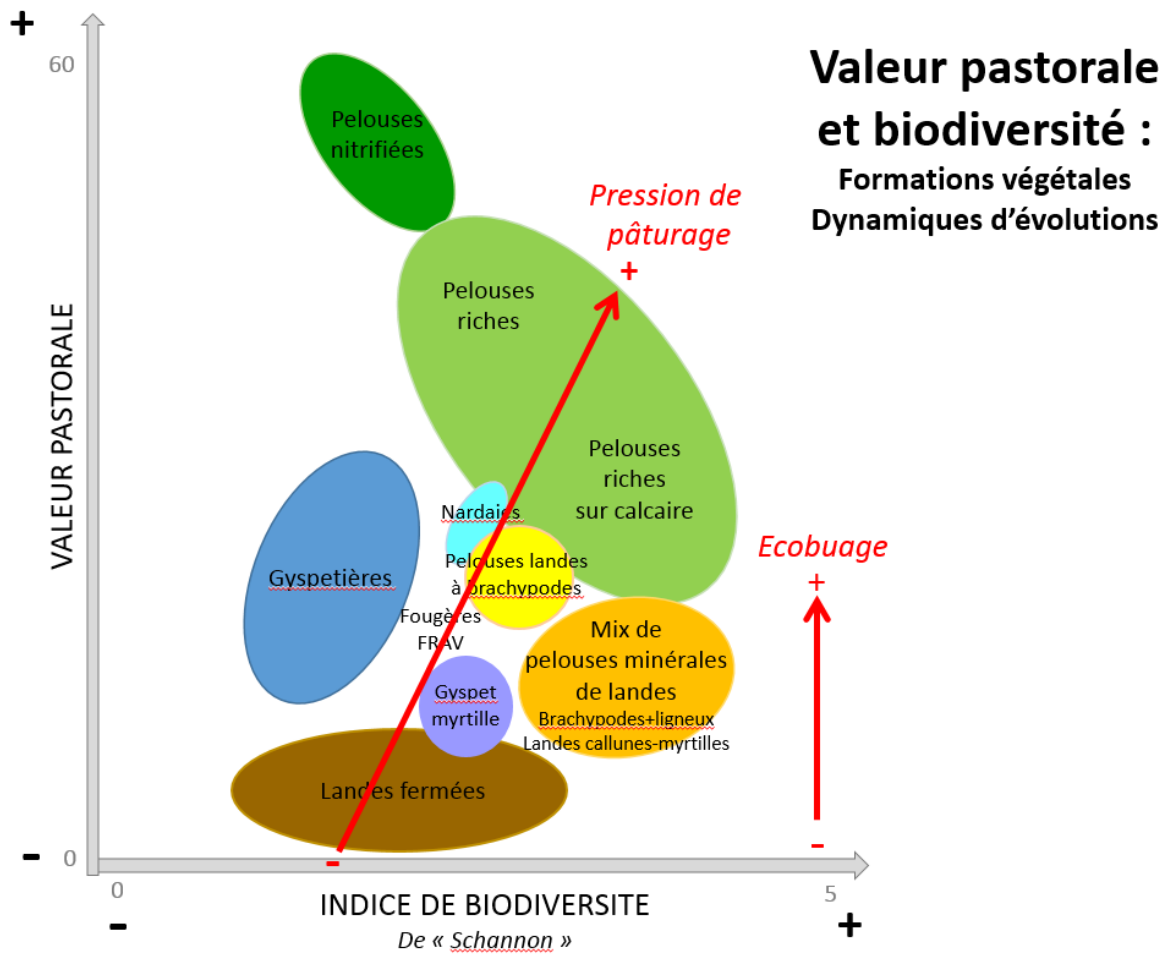 +
60
Valeur pastorale
et biodiversité :
Formations végétales
Dynamiques d’évolutions
Pelouses
nitrifiées
Pression de
pâturage
+
Pelouses
riches
VALEUR PASTORALE
Pelouses
riches
sur calcaire
Nardaies
Ecobuage
+
Pelouses landes
à brachypodes
Gyspetières
Fougères
FRAV
Mix de
pelouses minérales
de landes
Brachypodes+ligneux
Landes callunes-myrtilles
Gyspet
myrtille
Landes fermées
-
-
- 0
0
5
INDICE DE BIODIVERSITE
-
+
De « Schannon »